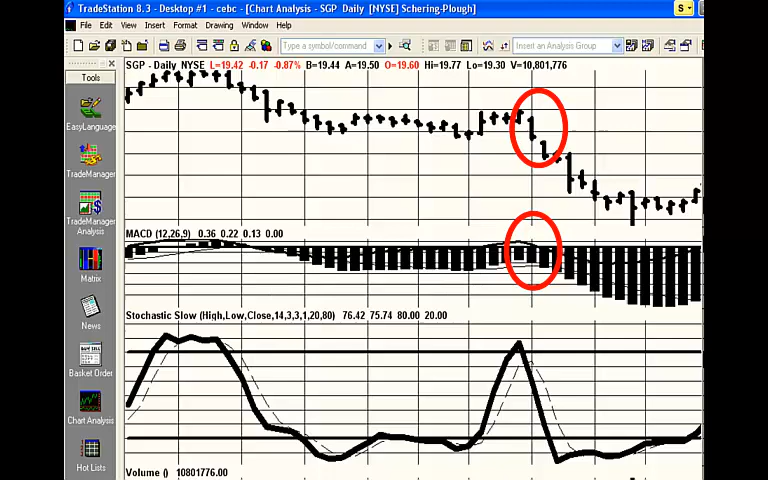 TradeStation 8.3 - Desktop #1 - cebc - [Chart Analysis - SGP Daily [NYSE] Schering-Plough]
S
File Edit View Insert Format Drawing Window Help
Type a symbol/command
Insert an Analysis Group
Tools
EasyLanguage
TradeManager
TradeManager
Analysis
Matrix
News
BUY SELL
Basket Order
Chart Analysis
Hot Lists
SGP - Daily NYSE L=19.42 -0.17 -0.87% B=19.44 A=19.50 O=19.60 Hi=19.77 Lo=19.30 V=10,801,776
MACD (12,26,9) 0.36 0.22 0.13 0.00
Stochastic Slow (High,Low,Close,14,3,3,1,20,80) 76.42 75.74 80.00 20.00
Volume () 10801776.00